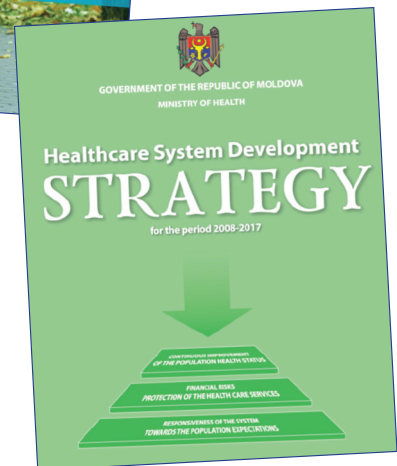 GOVERNMENT OF THE REPUBLIC OF MOLDOVA
MINISTRY OF HEALTH
Healthcare System Development
STRATEGY
for the period 2008-2017
CONTINUOUS IMPROVEMENT
OF THE POPULATION HEALTH STATUS
FINANCIAL RISKS
PROTECTION OF THE HEALTH CARE SERVICES
RESPONSIVENESS OF THE SYSTEM
TOWARDS THE POPULATION EXPECTATIONS